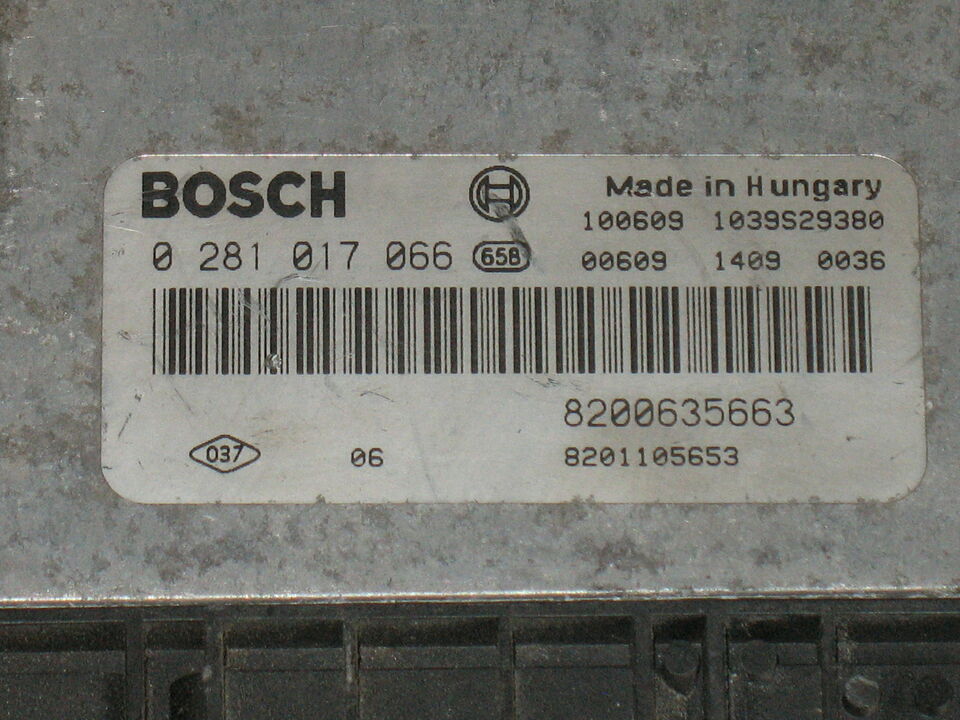 BOSCH
Made in Hungary
100609 1039S29380
0 281 017 066 658
00609 1409 0036
8200635663
037 06 8201105653